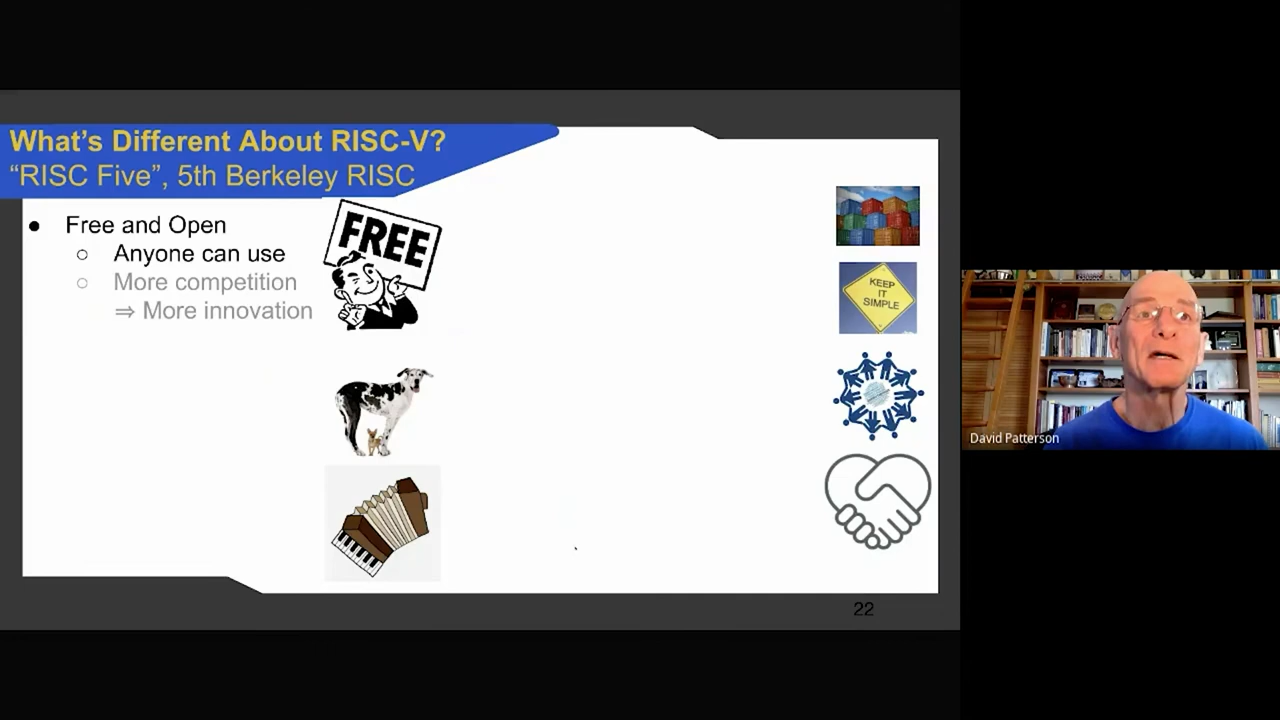 What's Different About RISC-V?
“RISC Five”, 5th Berkeley RISC
● Free and Open
○ Anyone can use
○ More competition
⇒ More innovation
FREE
KEEP
IT
SIMPLE
David Patterson
22